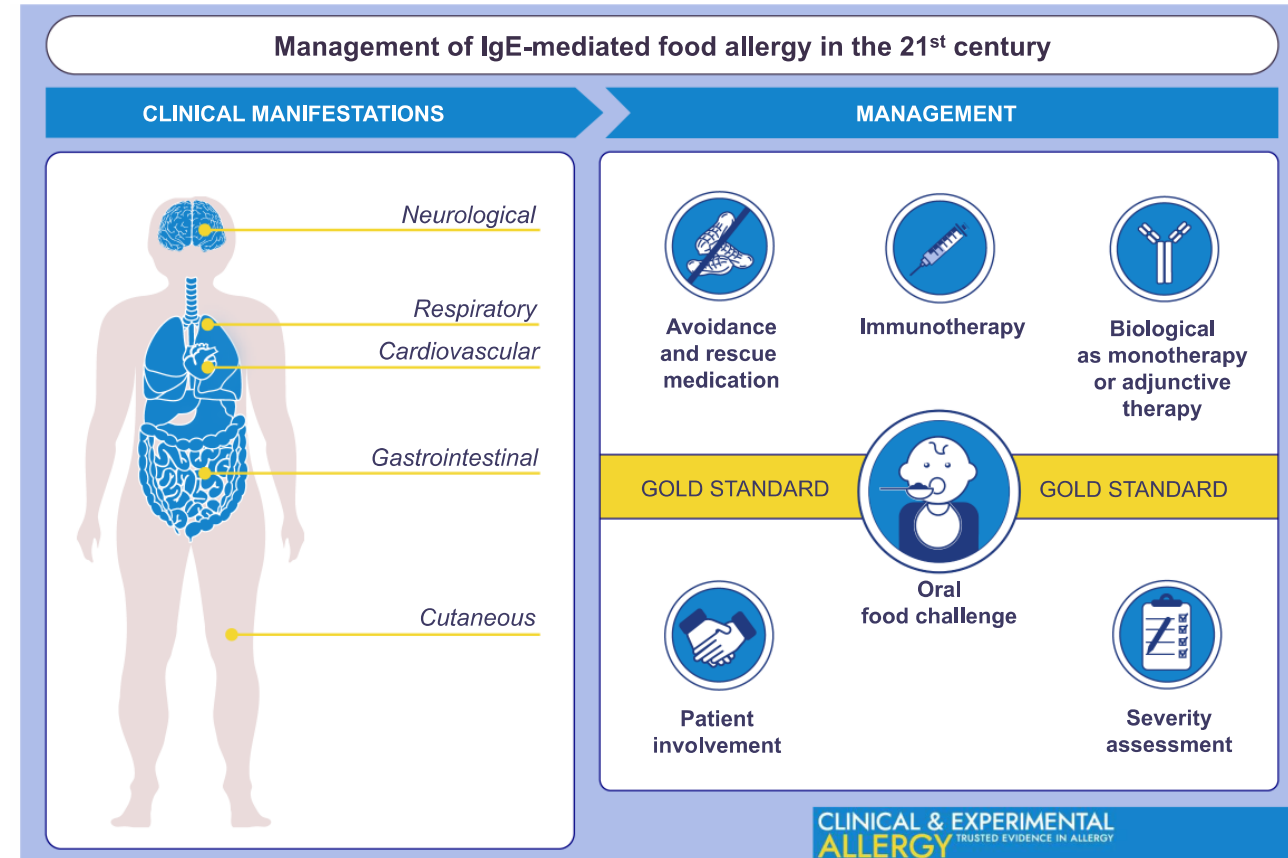 Management of IgE-mediated food allergy in the 21st century
CLINICAL MANIFESTATIONS
MANAGEMENT
Neurological
Respiratory
Cardiovascular
Gastrointestinal
Cutaneous
Avoidance
and rescue
medication
Immunotherapy
Biological
as monotherapy
or adjunctive
therapy
GOLD STANDARD
GOLD STANDARD
Oral
food challenge
Patient
involvement
Severity
assessment
CLINICAL & EXPERIMENTAL
ALLERGY TRUSTED EVIDENCE IN ALLERGY